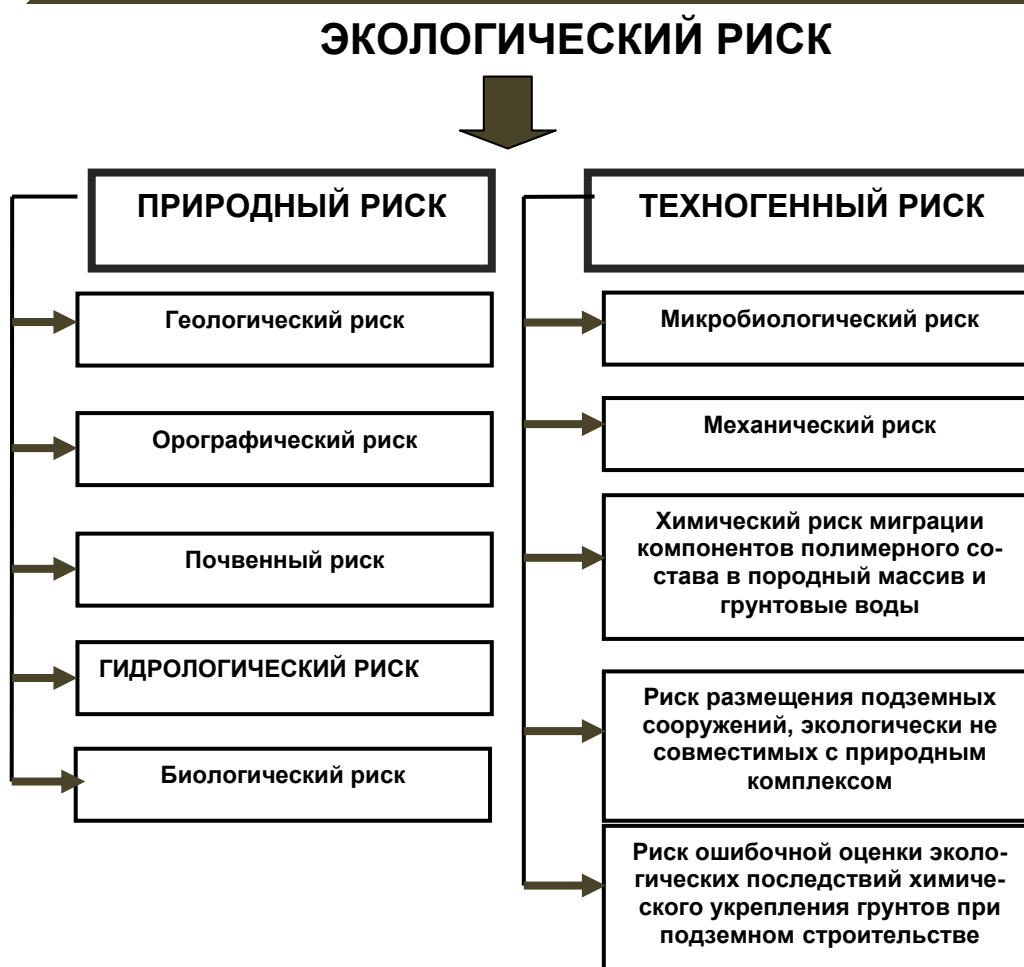 ЭКОЛОГИЧЕСКИЙ РИСК
ПРИРОДНЫЙ РИСК
Геологический риск
Орографический риск
Почвенный риск
ГИДРОЛОГИЧЕСКИЙ РИСК
Биологический риск
ТЕХНОГЕННЫЙ РИСК
Микробиологический риск
Механический риск
Химический риск миграции
компонентов полимерного со-
става в породный массив и
грунтовые воды
Риск размещения подземных
сооружений, экологически не
совместимых с природным
комплексом
Риск ошибочной оценки эколо-
гических последствий химиче-
ского укрепления грунтов при
подземном строительстве